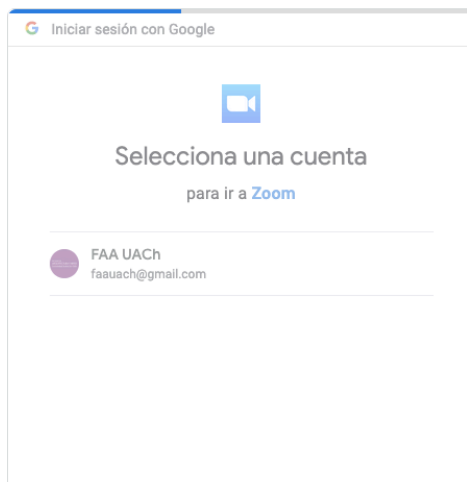 Iniciar sesión con Google
Selecciona una cuenta
para ir a Zoom
FAA UACh
faauach@gmail.com